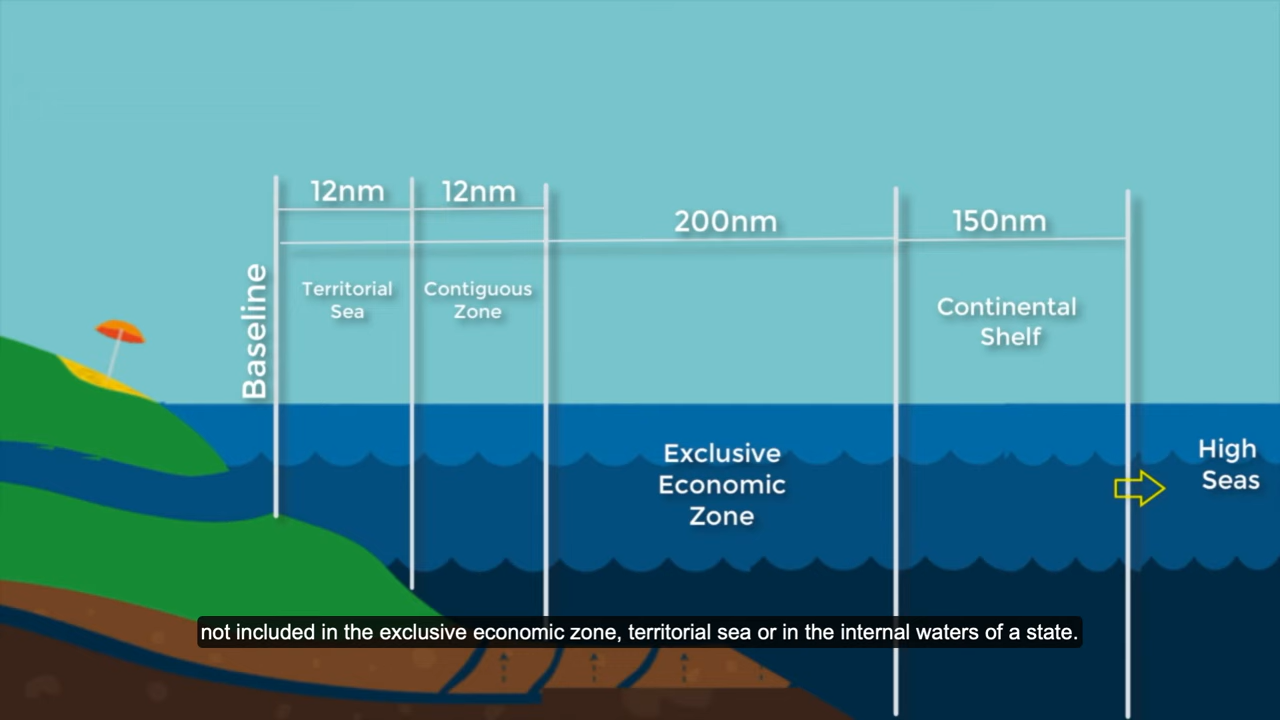 12nm
12nm
200nm
150nm
Baseline
Territorial
Sea
Contiguous
Zone
Continental
Shelf
Exclusive
Economic
Zone
High
Seas
not included in the exclusive economic zone, territorial sea or in the internal waters of a state.